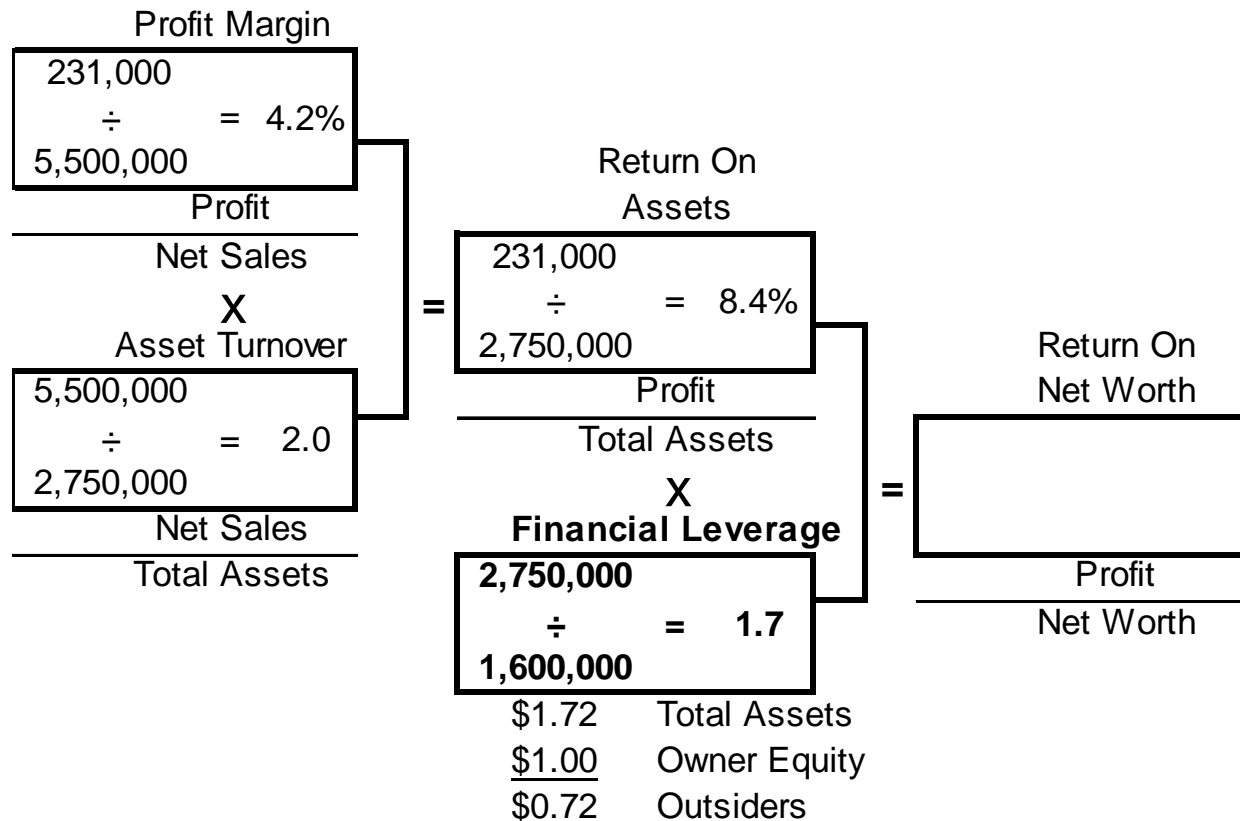 Profit Margin
231,000
÷ = 4.2%
5,500,000
Profit
Net Sales
X
Asset Turnover
5,500,000
÷ = 2.0
2,750,000
Net Sales
Total Assets
=
Return On
Assets
231,000
÷ = 8.4%
2,750,000
Profit
Total Assets
X
Financial Leverage
2,750,000
÷ = 1.7
1,600,000
$1.72 Total Assets
$1.00 Owner Equity
$0.72 Outsiders
=
Return On
Net Worth
Profit
Net Worth